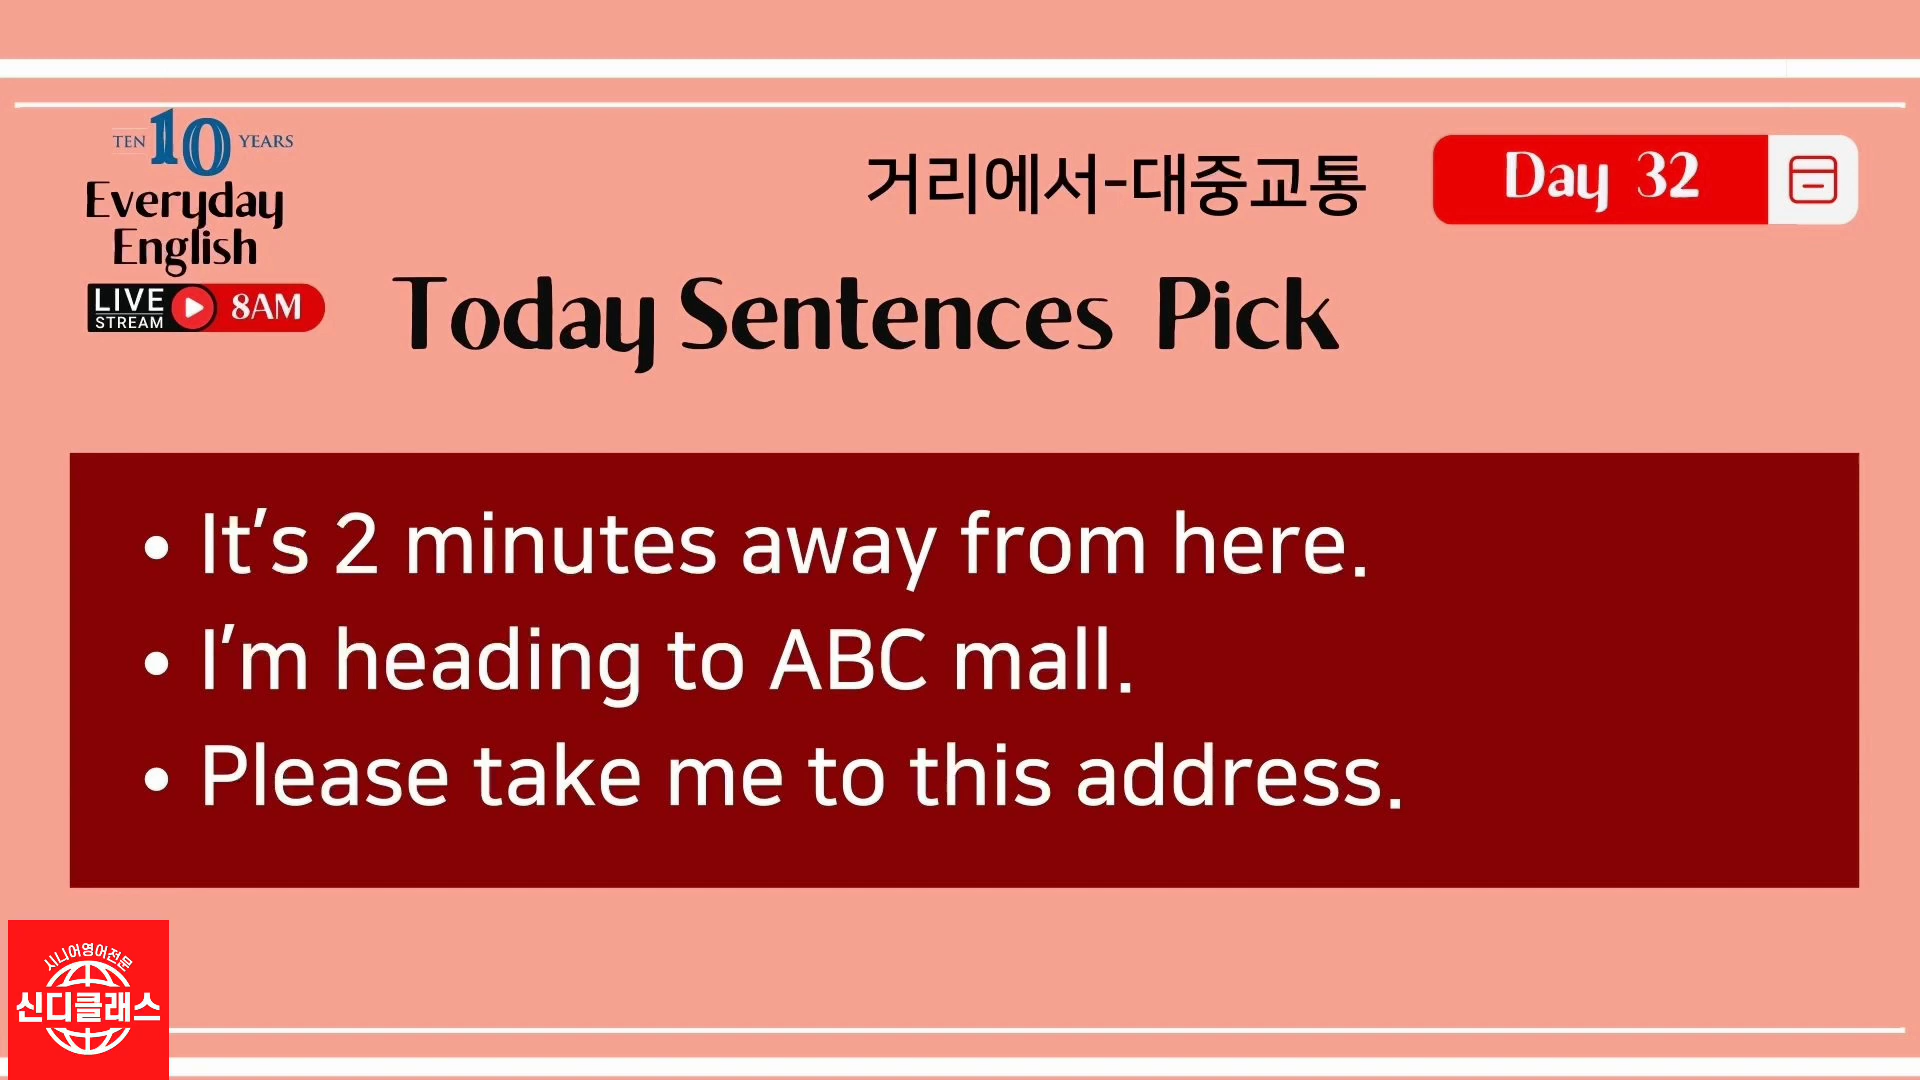 TEN 10 YEARS
Everyday
English
LIVE
STREAM
8AM
거리에서-대중교통
Day 32
Today Sentences Pick
• It's 2 minutes away from here.
• I'm heading to ABC mall.
• Please take me to this address.
시니어영어전문
신디클래스